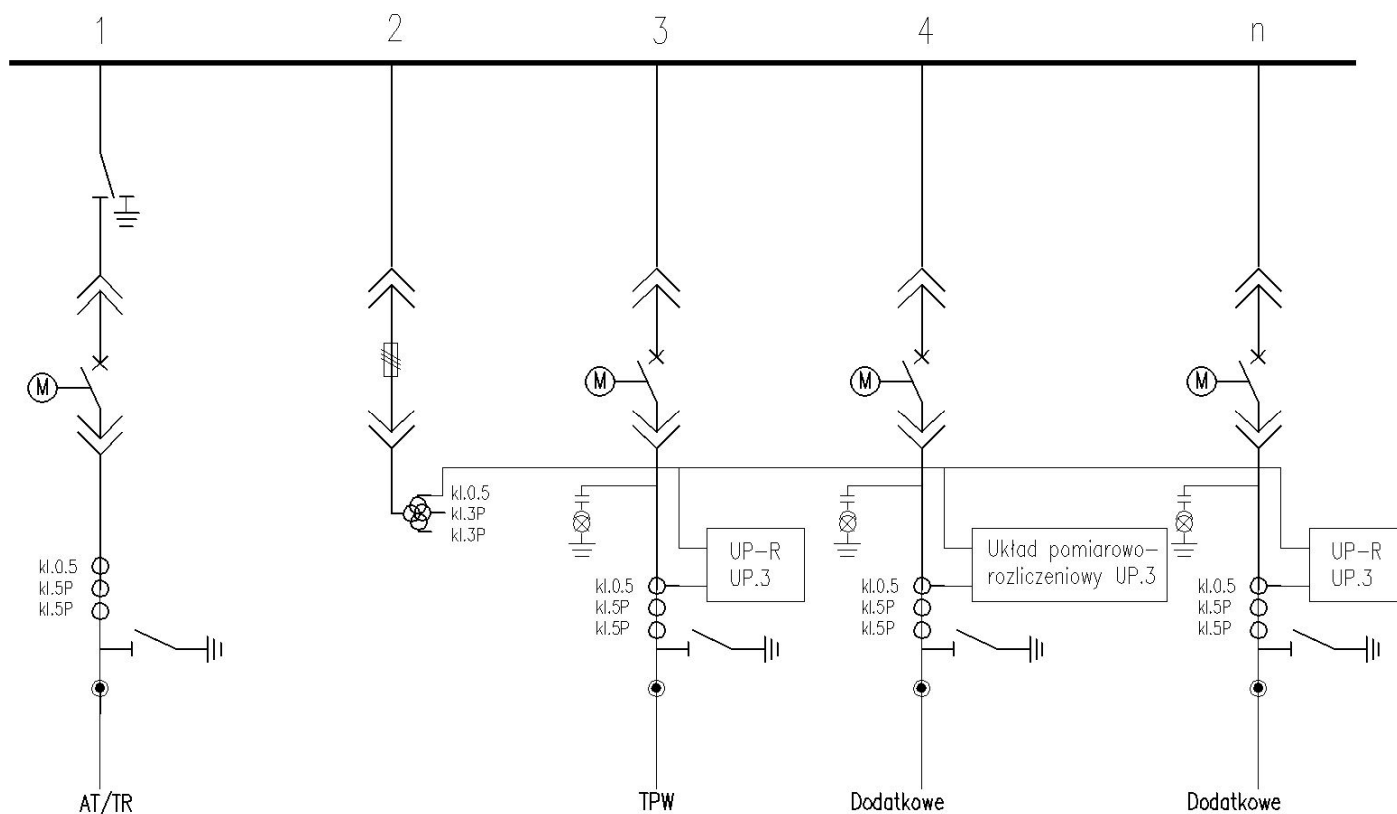 1
2
3
4
n
M
M
M
M
kl.0.5
kl.3P
kl.3P
UP-R
UP.3
Układ pomiarowo-
rozliczeniowy UP.3
UP-R
UP.3
kl.0.5
kl.5P
kl.5P
kl.0.5
kl.5P
kl.5P
kl.0.5
kl.5P
kl.5P
kl.0.5
kl.5P
kl.5P
AT/TR
TPW
Dodatkowe
Dodatkowe